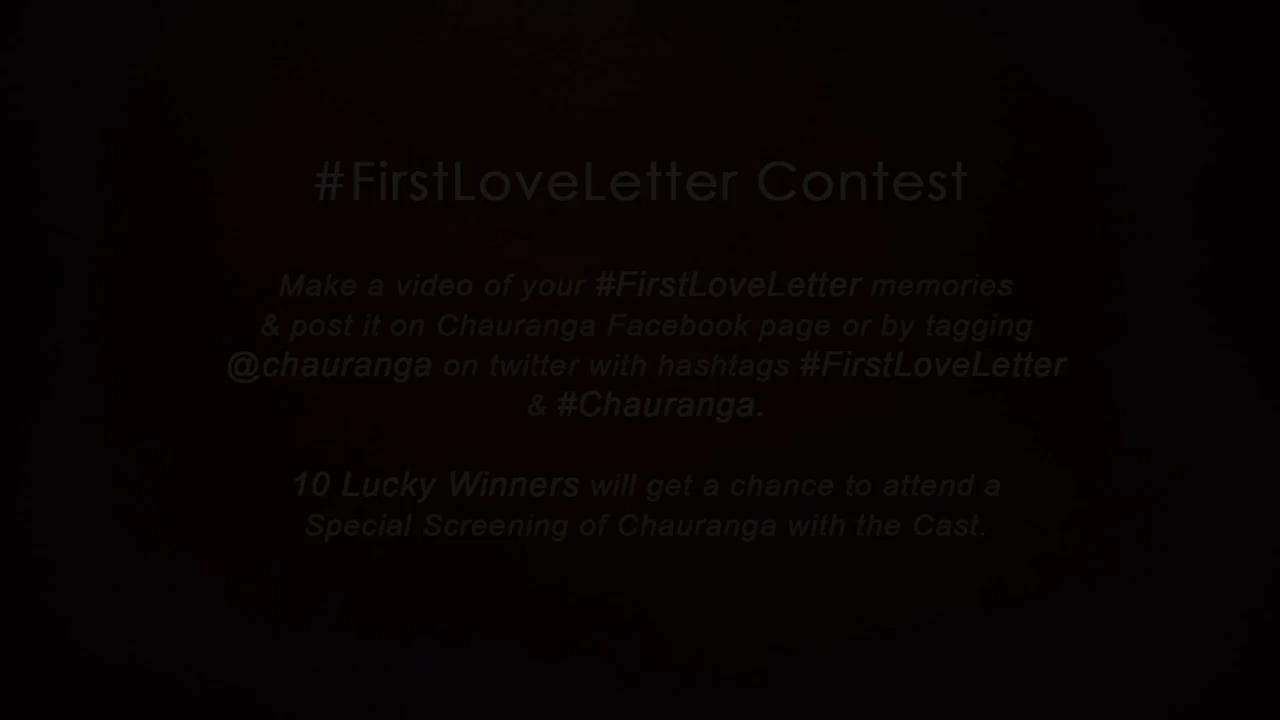 #FirstLoveLetter Contest
Make a video of your #FirstLoveLetter memories
& post it on Chauranga Facebook page or by tagging
@chauranga on twitter with hashtags #FirstLoveLetter
& #Chauranga.
10 Lucky Winners will get a chance to attend a
Special Screening of Chauranga with the Cast.